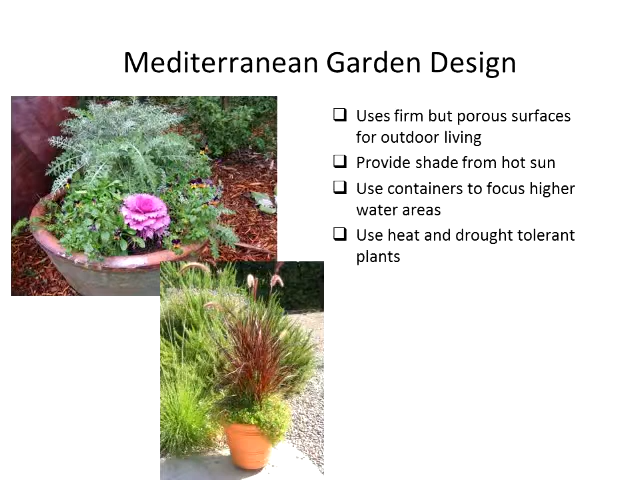 Mediterranean Garden Design
❑ Uses firm but porous surfaces
for outdoor living
❑ Provide shade from hot sun
❑ Use containers to focus higher
water areas
❑ Use heat and drought tolerant
plants